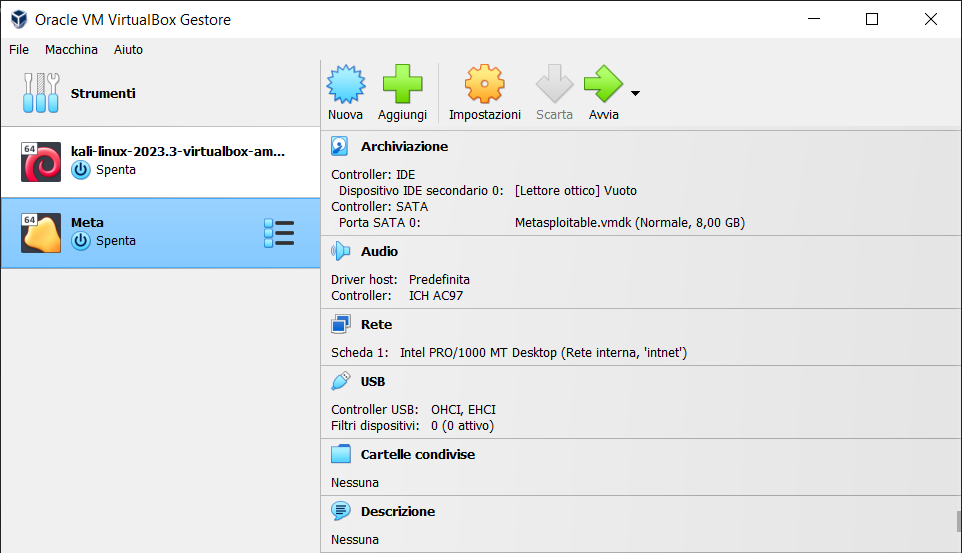 Oracle VM VirtualBox Gestore
File Macchina Aiuto
Strumenti
64
kali-linux-2023.3-virtualbox-am...
Spenta
64
Meta
Spenta
Nuova Aggiungi Impostazioni Scarta Avvia
Archiviazione
Controller: IDE
Dispositivo IDE secondario 0: [Lettore ottico] Vuoto
Controller: SATA
Porta SATA 0: Metasploitable.vmdk (Normale, 8,00 GB)
Audio
Driver host: Predefinita
Controller: ICH AC97
Rete
Scheda 1: Intel PRO/1000 MT Desktop (Rete interna, 'intnet')
USB
Controller USB: OHCI, EHCI
Filtri dispositivi: 0 (0 attivo)
Cartelle condivise
Nessuna
Descrizione
Nessuna